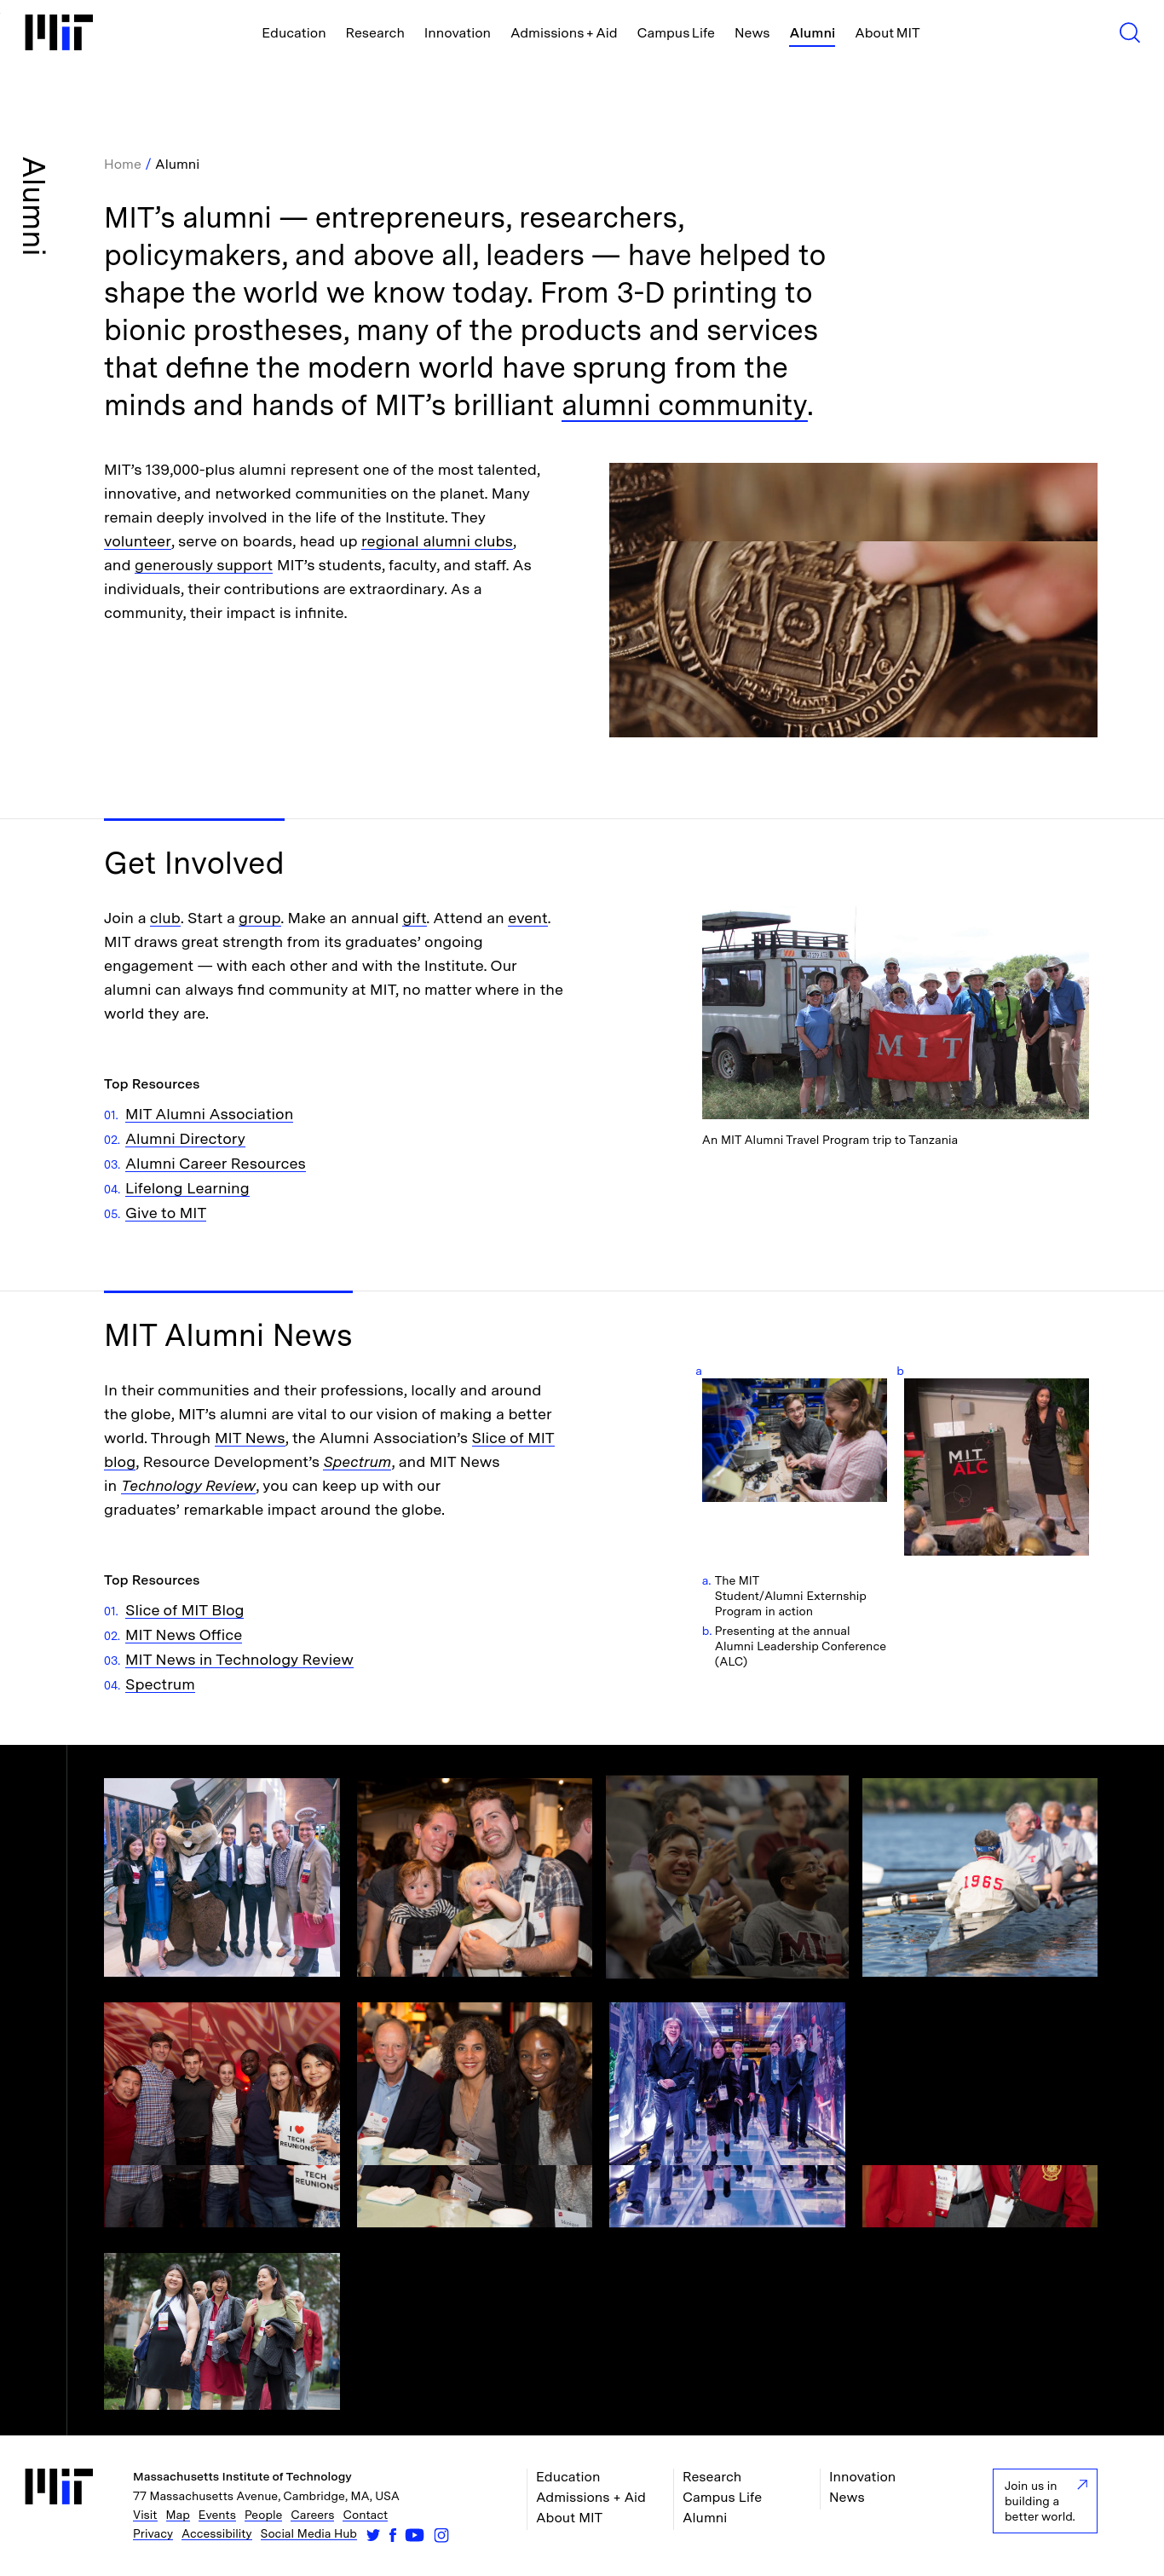 MIT
Education Research Innovation Admissions + Aid Campus Life News Alumni About MIT
Alumni
Home / Alumni
MIT’s alumni — entrepreneurs, researchers,
policymakers, and above all, leaders — have helped to
shape the world we know today. From 3-D printing to
bionic prostheses, many of the products and services
that define the modern world have sprung from the
minds and hands of MIT’s brilliant alumni community.
MIT’s 139,000-plus alumni represent one of the most talented,
innovative, and networked communities on the planet. Many
remain deeply involved in the life of the Institute. They
volunteer, serve on boards, head up regional alumni clubs,
and generously support MIT’s students, faculty, and staff. As
individuals, their contributions are extraordinary. As a
community, their impact is infinite.
MANUS
OF TECHNOLOGY
Get Involved
Join a club. Start a group. Make an annual gift. Attend an event.
MIT draws great strength from its graduates’ ongoing
engagement — with each other and with the Institute. Our
alumni can always find community at MIT, no matter where in the
world they are.
Top Resources
01. MIT Alumni Association
02. Alumni Directory
03. Alumni Career Resources
04. Lifelong Learning
05. Give to MIT
MIT
An MIT Alumni Travel Program trip to Tanzania
MIT Alumni News
In their communities and their professions, locally and around
the globe, MIT’s alumni are vital to our vision of making a better
world. Through MIT News, the Alumni Association’s Slice of MIT
blog, Resource Development’s Spectrum, and MIT News
in Technology Review, you can keep up with our
graduates’ remarkable impact around the globe.
Top Resources
01. Slice of MIT Blog
02. MIT News Office
03. MIT News in Technology Review
04. Spectrum
a
b
MIT
ALC
a. The MIT
Student/Alumni Externship
Program in action
b. Presenting at the annual
Alumni Leadership Conference
(ALC)
1965
I ♥
TECH
REUNIONS
TECH
REUNIONS
MIT
Massachusetts Institute of Technology
77 Massachusetts Avenue, Cambridge, MA, USA
Visit Map Events People Careers Contact
Privacy Accessibility Social Media Hub
Education
Admissions + Aid
About MIT
Research
Campus Life
Alumni
Innovation
News
Join us in
building a
better world.